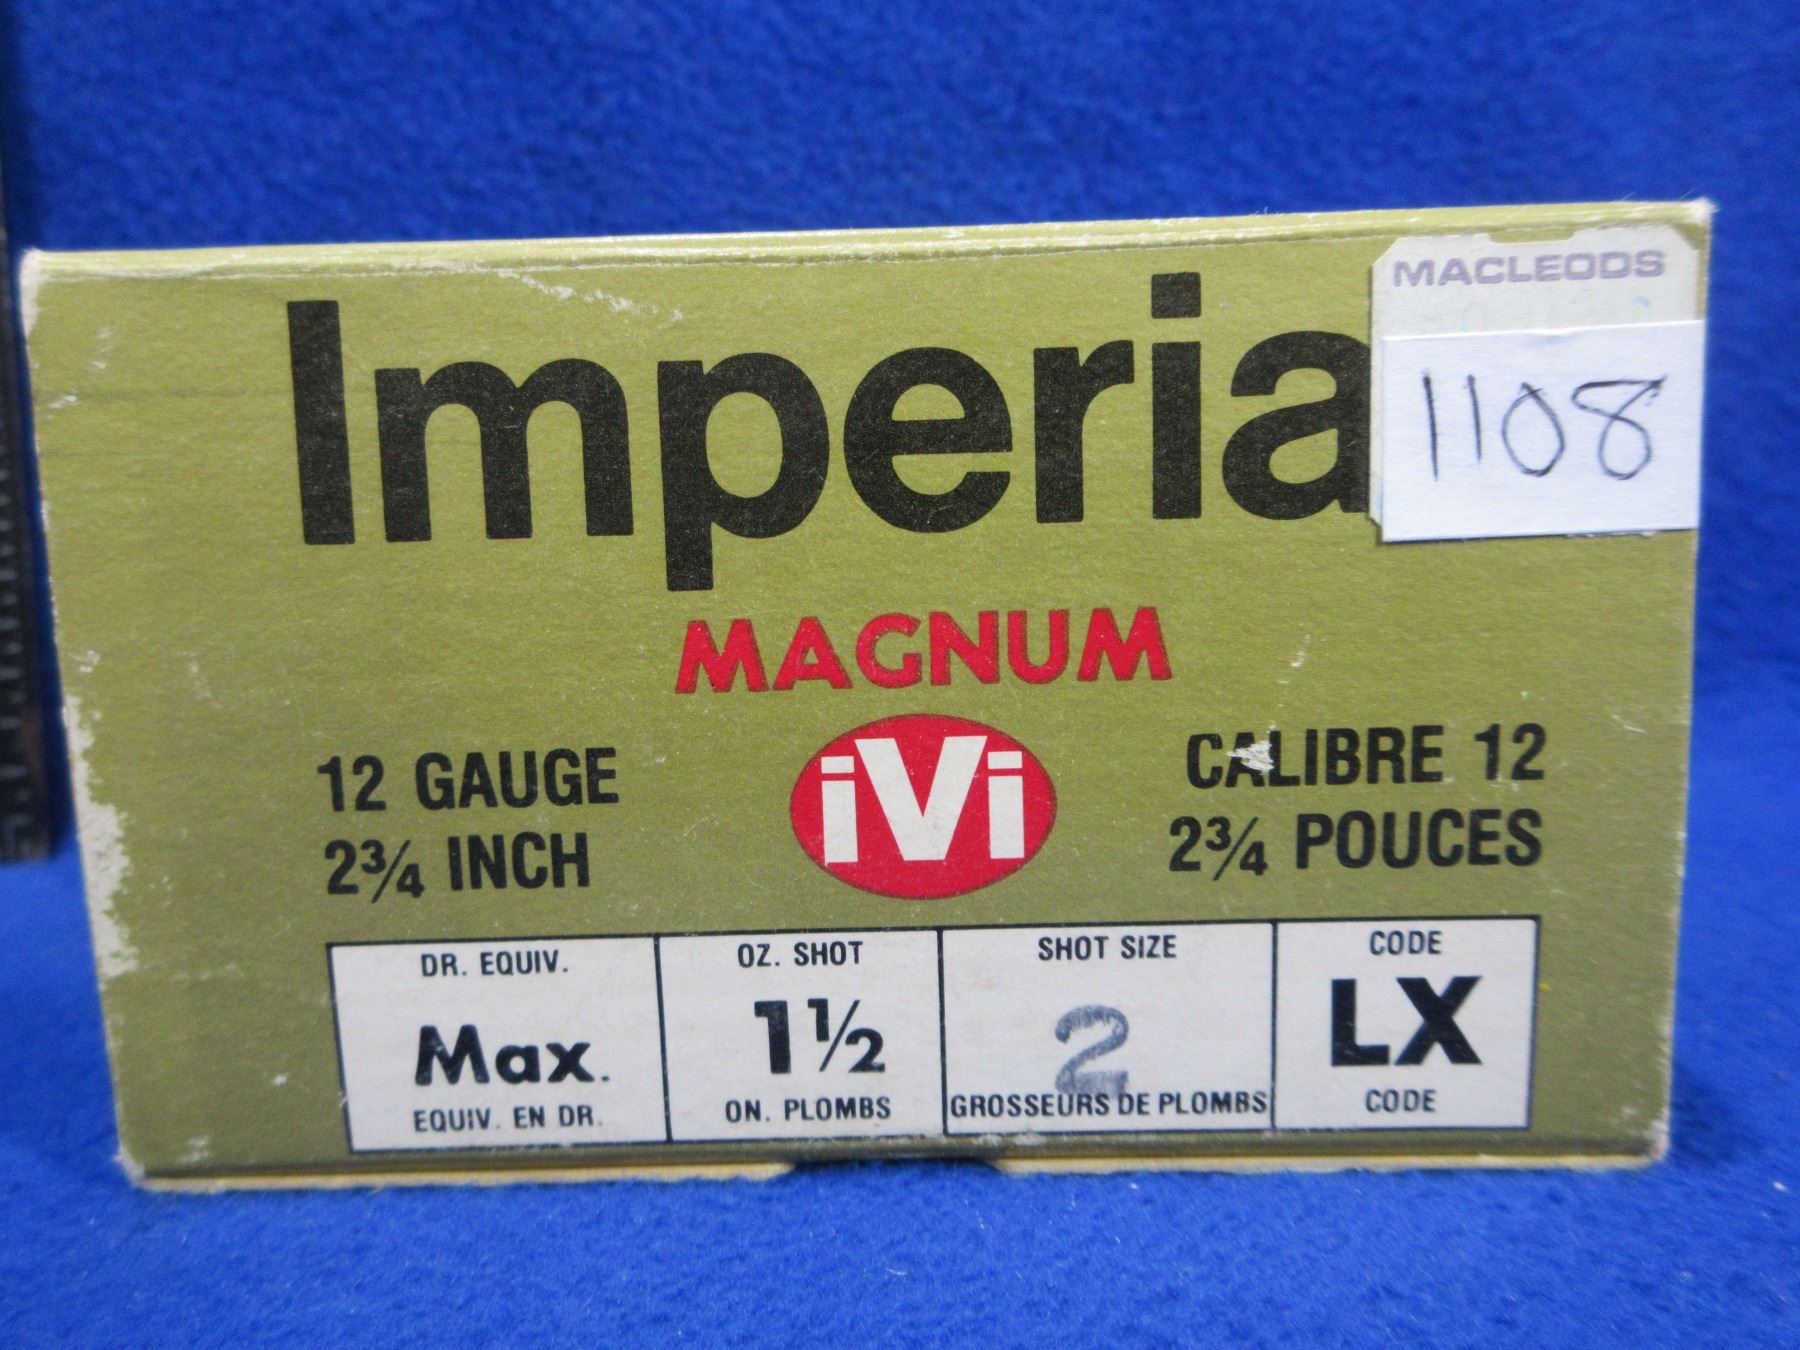 MACLEODS
1108
Imperia
MAGNUM
iVi
12 GAUGE
2¾ INCH
CALIBRE 12
2¾ POUCES
DR. EQUIV.
Max.
EQUIV. EN DR.
OZ. SHOT
1½
ON. PLOMBS
SHOT SIZE
2
GROSSEURS DE PLOMBS
CODE
LX
CODE